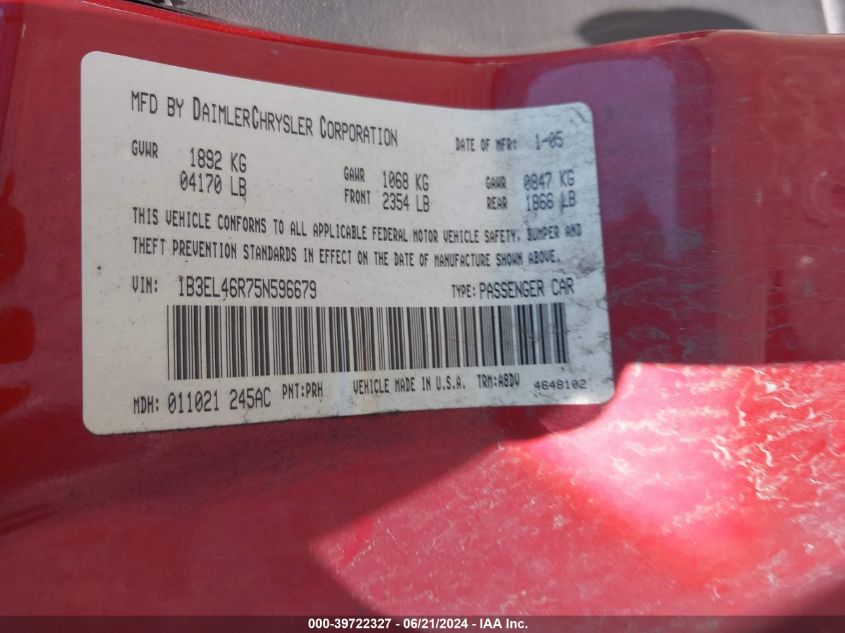 MFD BY DAIMLERCHRYSLER CORPORATION DATE OF MFR: 1-05
GVWR 1892 KG GAWR 1068 KG GAWR 0847 KG
04170 LB FRONT 2354 LB REAR 1866 LB
THIS VEHICLE CONFORMS TO ALL APPLICABLE FEDERAL MOTOR VEHICLE SAFETY, BUMPER AND
THEFT PREVENTION STANDARDS IN EFFECT ON THE DATE OF MANUFACTURE SHOWN ABOVE.
VIN: 1B3EL46R75N596679 TYPE: PASSENGER CAR
MDH: 011021 245AC PNT:PRH VEHICLE MADE IN U.S.A. TRM:A8DV 4648102
000-39722327 - 06/21/2024 - IAA Inc.